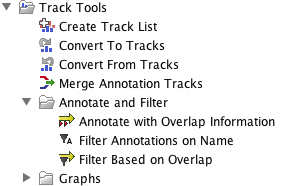 Track Tools
Create Track List
Convert To Tracks
Convert From Tracks
Merge Annotation Tracks
Annotate and Filter
Annotate with Overlap Information
Filter Annotations on Name
Filter Based on Overlap
Graphs